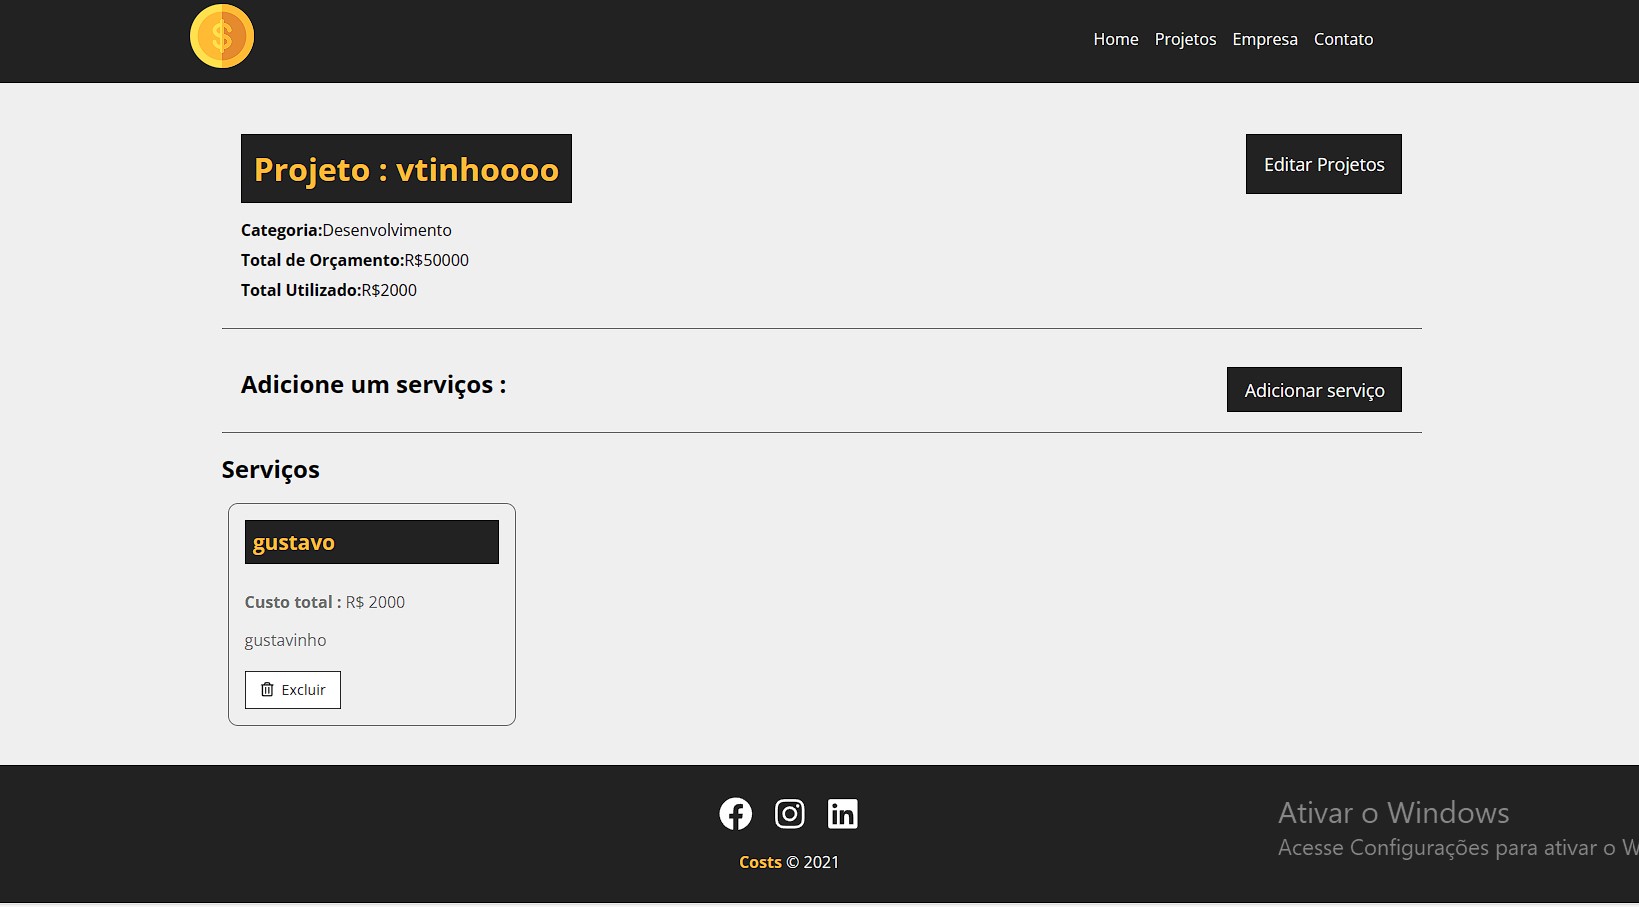 $
Home Projetos Empresa Contato
Projeto : vtinhoooo
Editar Projetos
Categoria:Desenvolvimento
Total de Orçamento:R$50000
Total Utilizado:R$2000
Adicione um serviços :
Adicionar serviço
Serviços
gustavo
Custo total : R$ 2000
gustavinho
Excluir
Costs © 2021
Ativar o Windows
Acesse Configurações para ativar o W